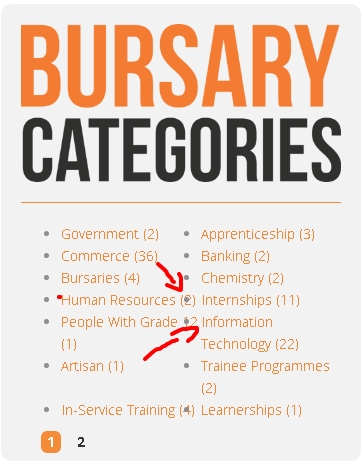 BURSARY
CATEGORIES
Government (2)
Apprenticeship (3)
Commerce (36)
Banking (2)
Bursaries (4)
Chemistry (2)
Human Resources (2)
Internships (11)
People With Grade 12
Information
(1)
Technology (22)
Artisan (1)
Trainee Programmes
(2)
In-Service Training (4)
Learnerships (1)
1 2